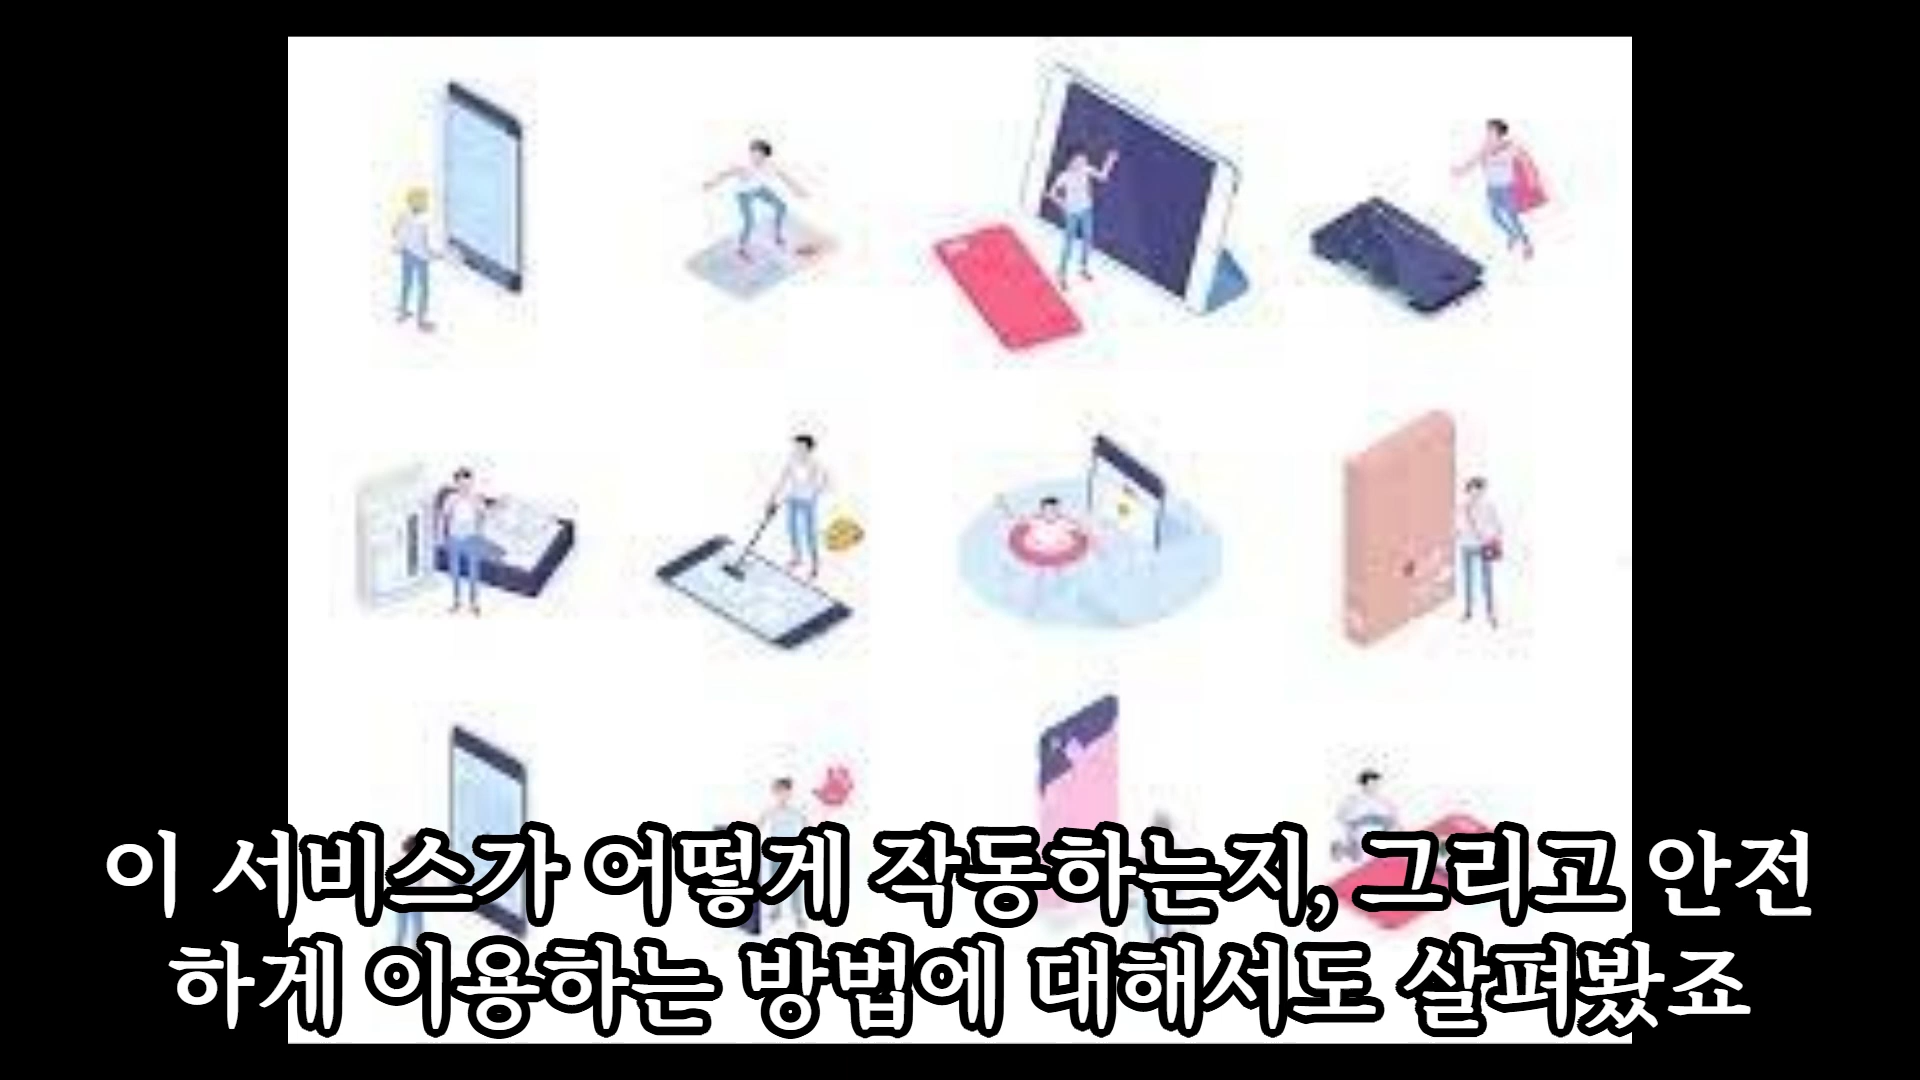 이 서비스가 어떻게 작동하는지, 그리고 안전
하게 이용하는 방법에 대해서도 살펴봤죠